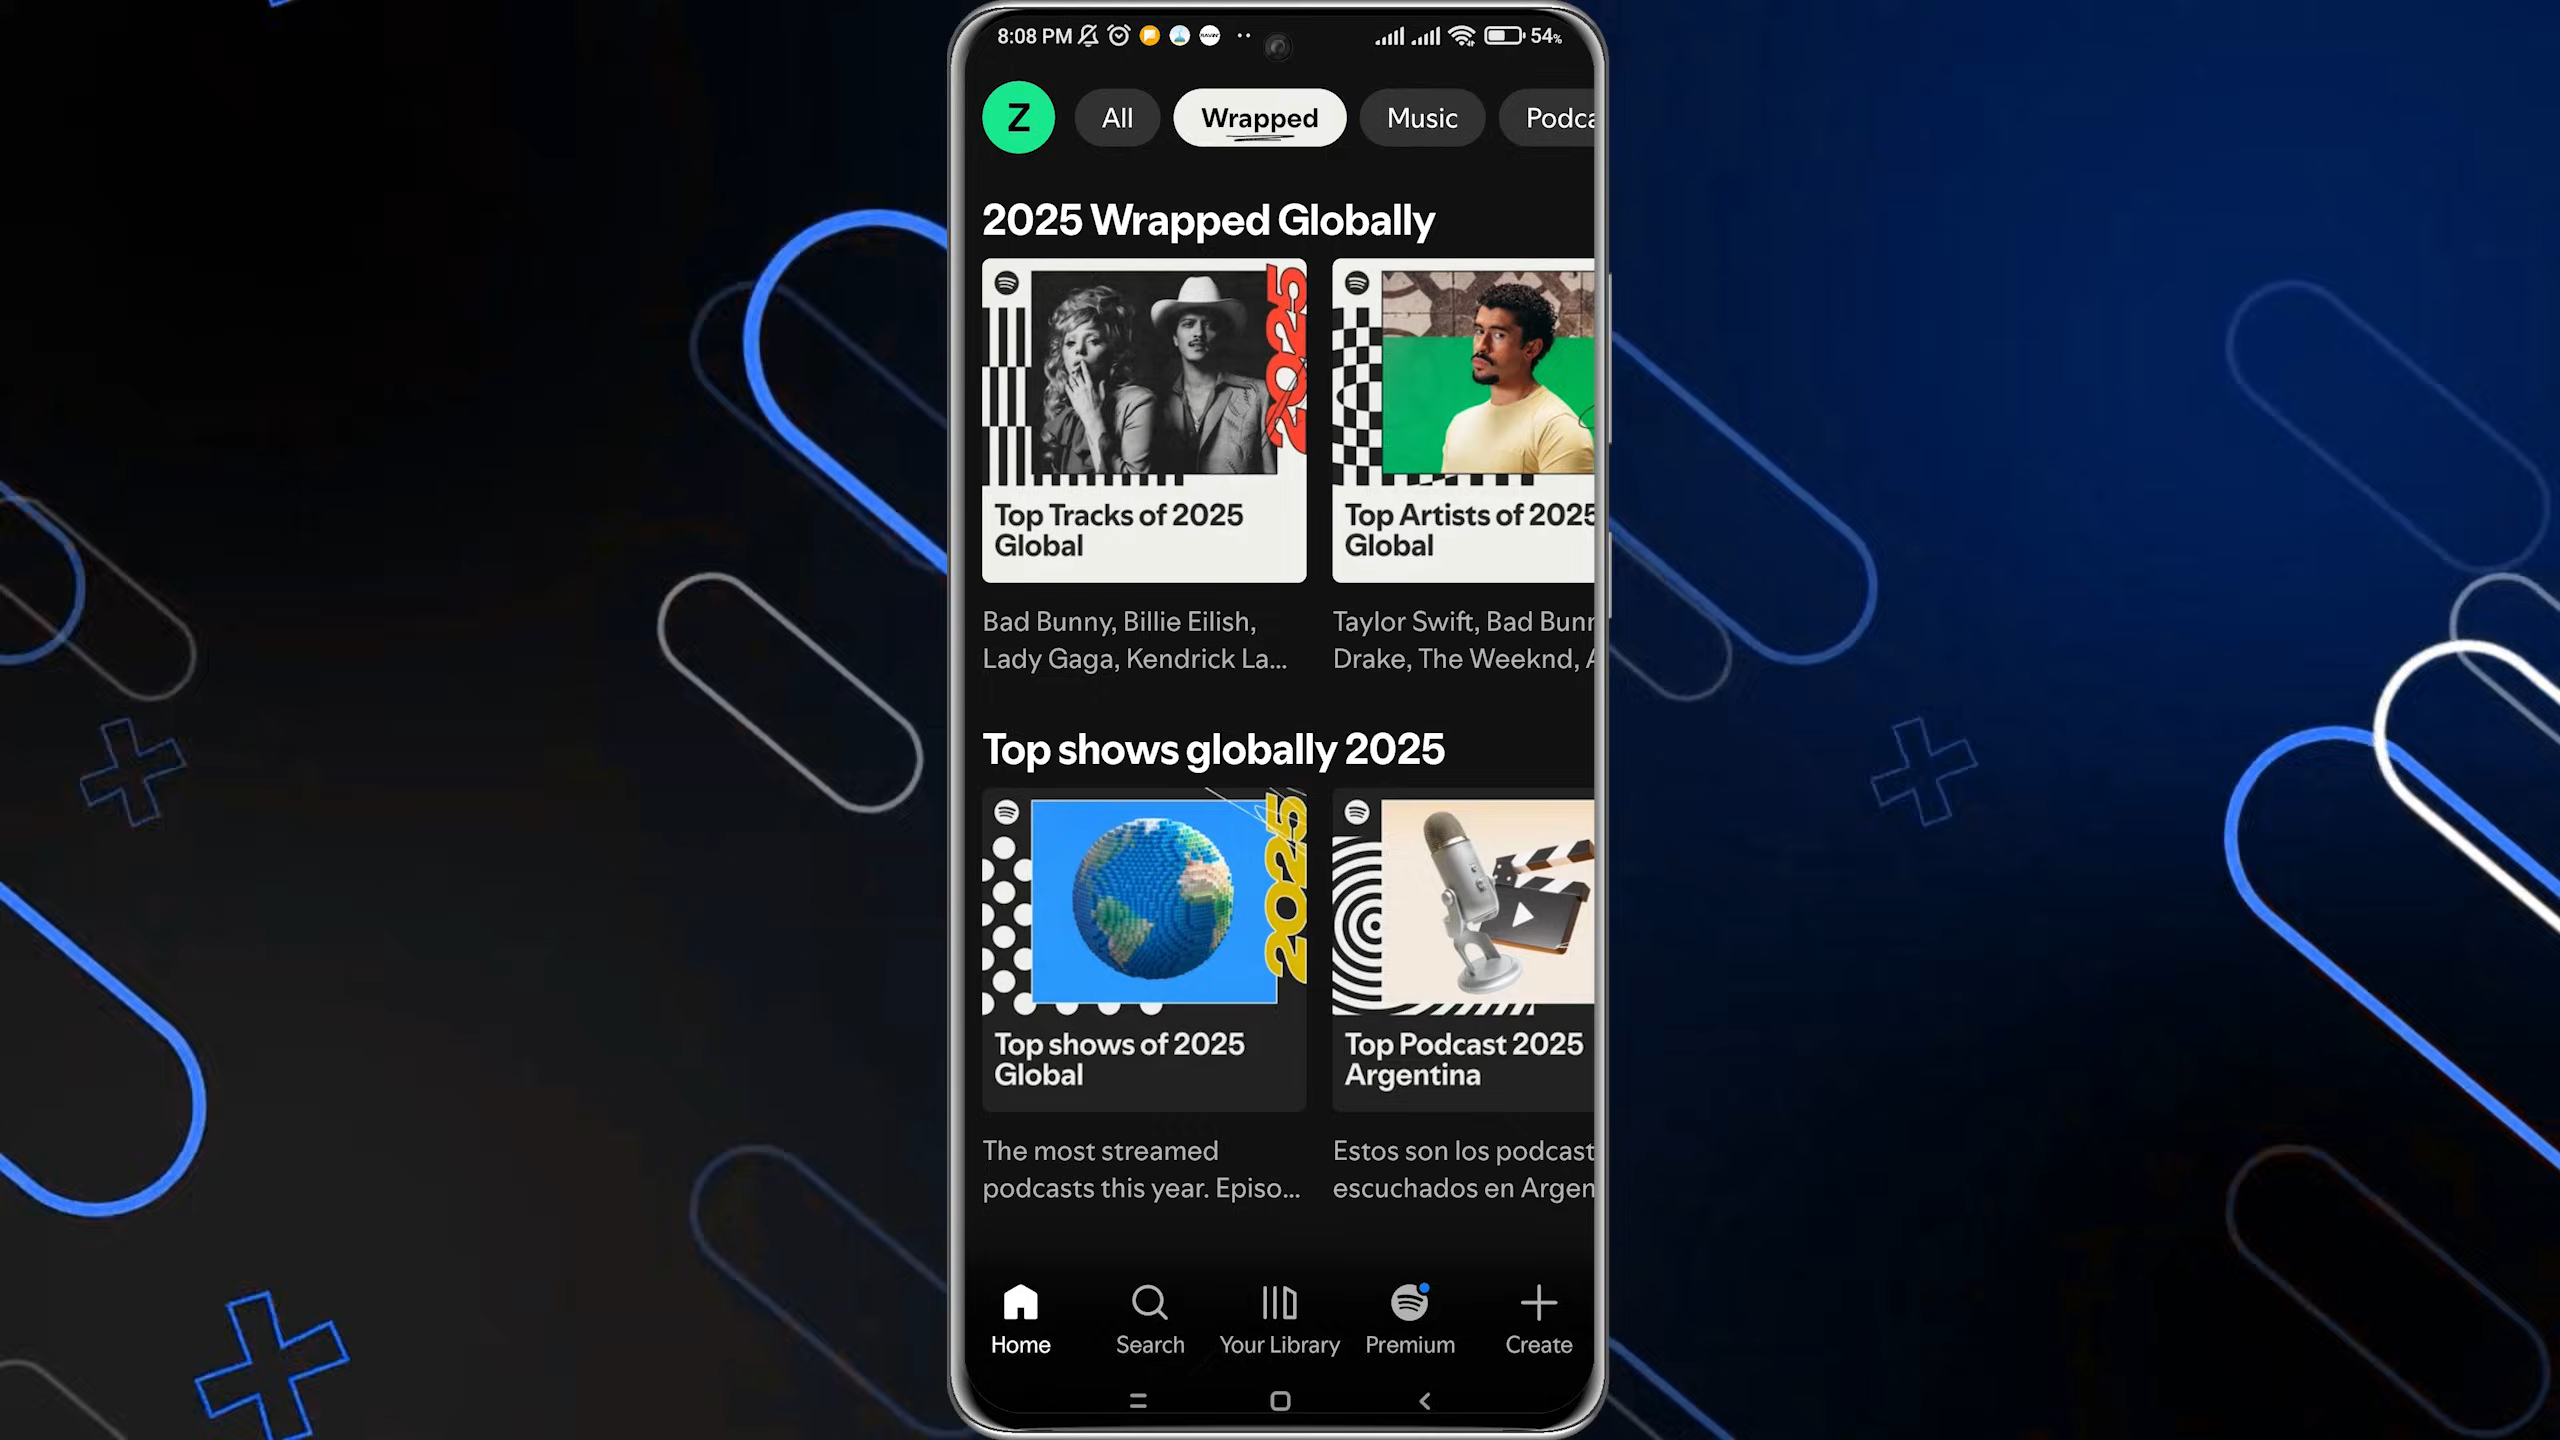 8:08 PM
54%
Z
All
Wrapped
Music
Podca
2025 Wrapped Globally
2025
Top Tracks of 2025
Global
Top Artists of 2025
Global
Bad Bunny, Billie Eilish,
Lady Gaga, Kendrick La...
Taylor Swift, Bad Bunn
Drake, The Weeknd, A
Top shows globally 2025
2025
Top shows of 2025
Global
Top Podcast 2025
Argentina
The most streamed
podcasts this year. Episo...
Estos son los podcast
escuchados en Argen
Home
Search
Your Library
Premium
Create